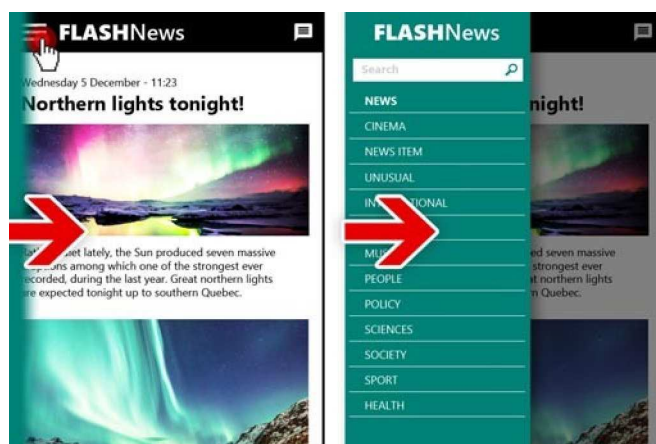 FLASHNews
Wednesday 5 December - 11:23
Northern lights tonight!
lately, the Sun produced seven massive
among which one of the strongest ever
recorded, during the last year. Great northern lights
are expected tonight up to southern Quebec.
FLASHNews
Search
NEWS
CINEMA
NEWS ITEM
UNUSUAL
INTERNATIONAL
PEOPLE
POLICY
SCIENCES
SOCIETY
SPORT
HEALTH
night!
ed seven massive
strongest ever
at northern lights
n Quebec.